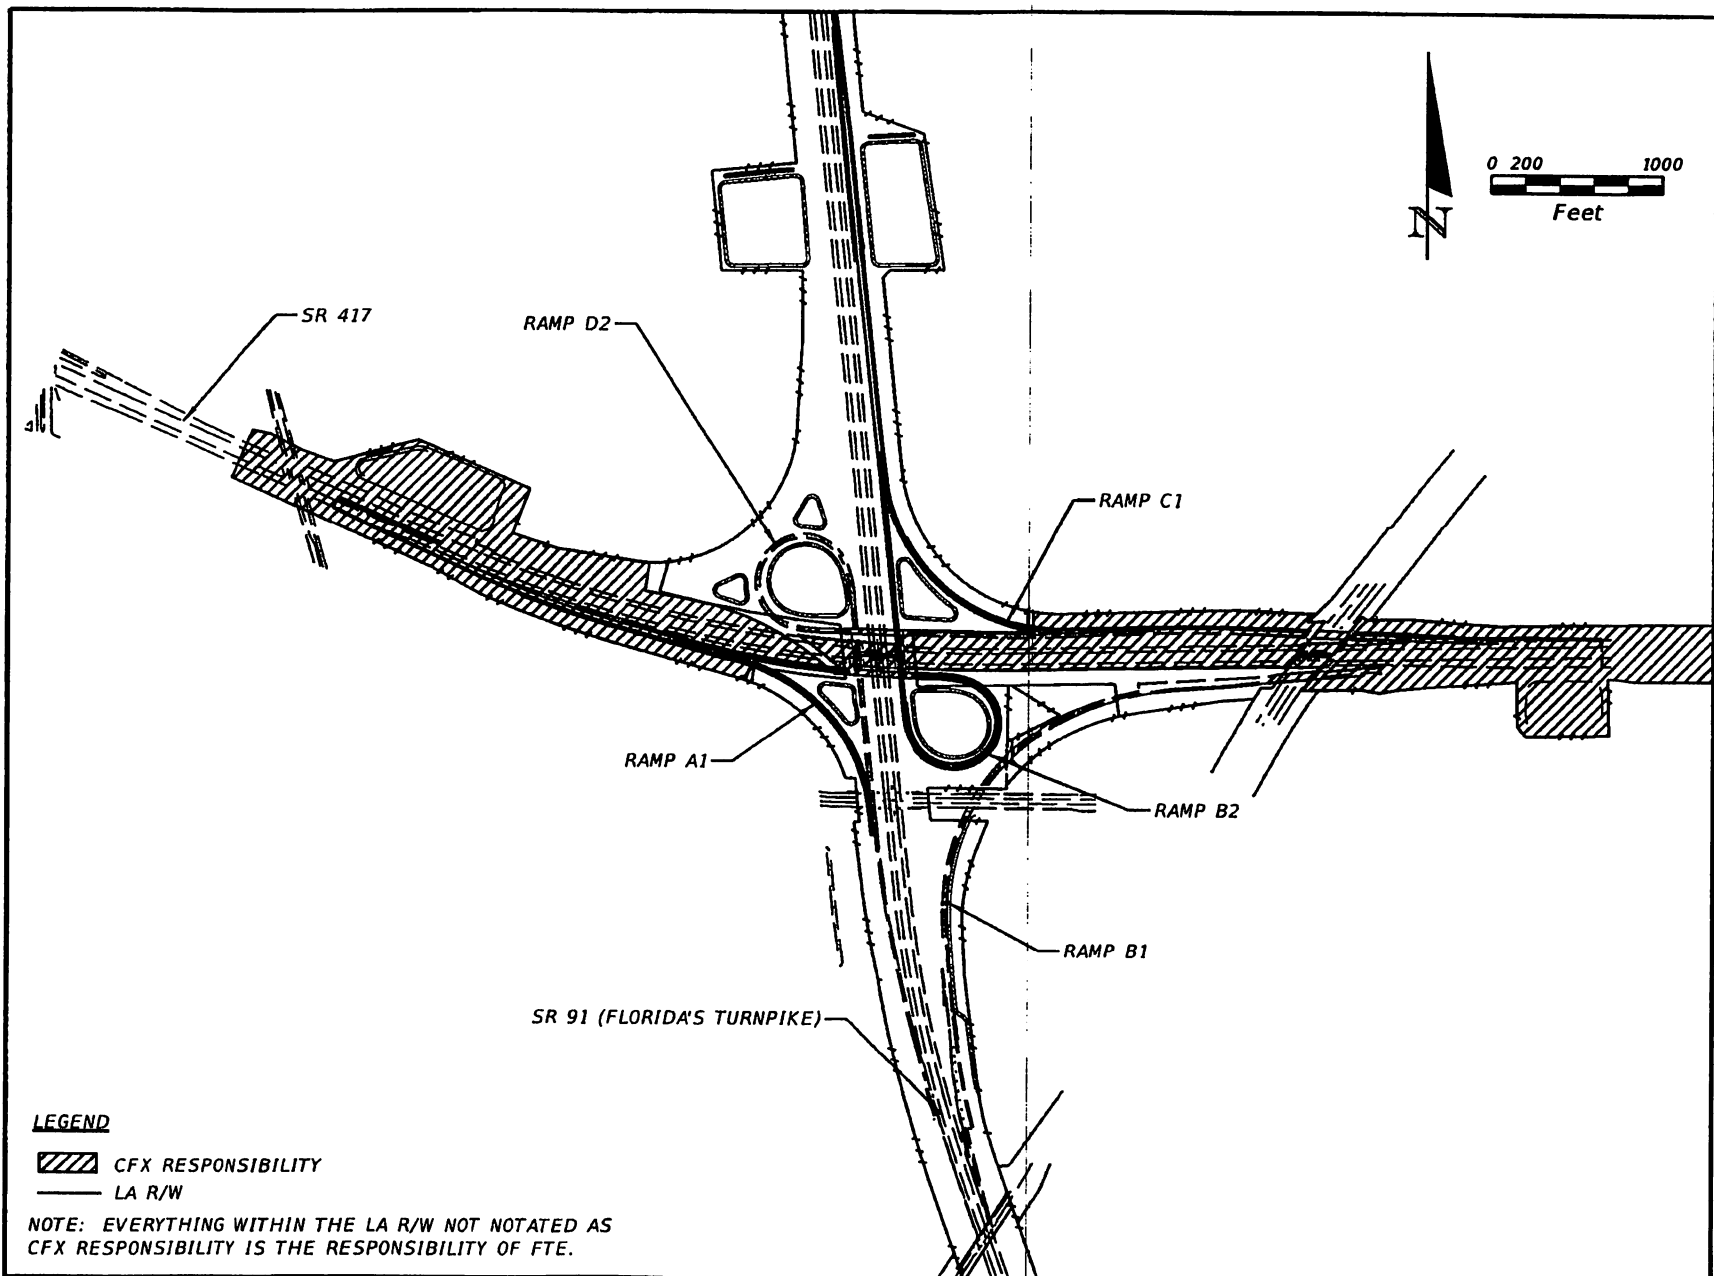 0 200 1000
Feet
N
SR 417
RAMP D2
RAMP C1
RAMP A1
RAMP B2
RAMP B1
SR 91 (FLORIDA'S TURNPIKE)
LEGEND
CFX RESPONSIBILITY
LA R/W
NOTE: EVERYTHING WITHIN THE LA R/W NOT NOTATED AS
CFX RESPONSIBILITY IS THE RESPONSIBILITY OF FTE.